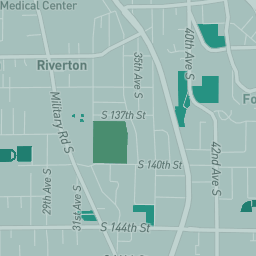 Medical Center
Riverton
35th Ave S
40th Ave S
Fo
Military Rd S
S 137th St
S 140th St
42nd Ave S
29th Ave S
31st Ave S
S 144th St